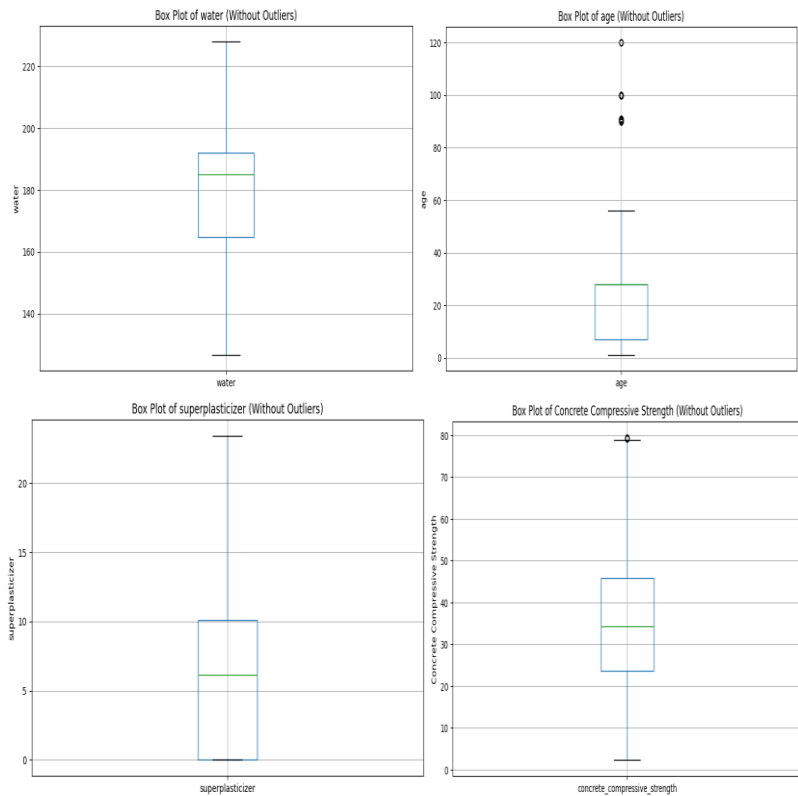 Box Plot of water (Without Outliers)
220
200
180
160
140
water
water
Box Plot of age (Without Outliers)
120
100
80
60
40
20
0
age
age
Box Plot of superplasticizer (Without Outliers)
20
15
10
5
0
superplasticizer
superplasticizer
Box Plot of Concrete Compressive Strength (Without Outliers)
80
70
60
50
40
30
20
10
0
Concrete Compressive Strength
concrete_compressive_strength